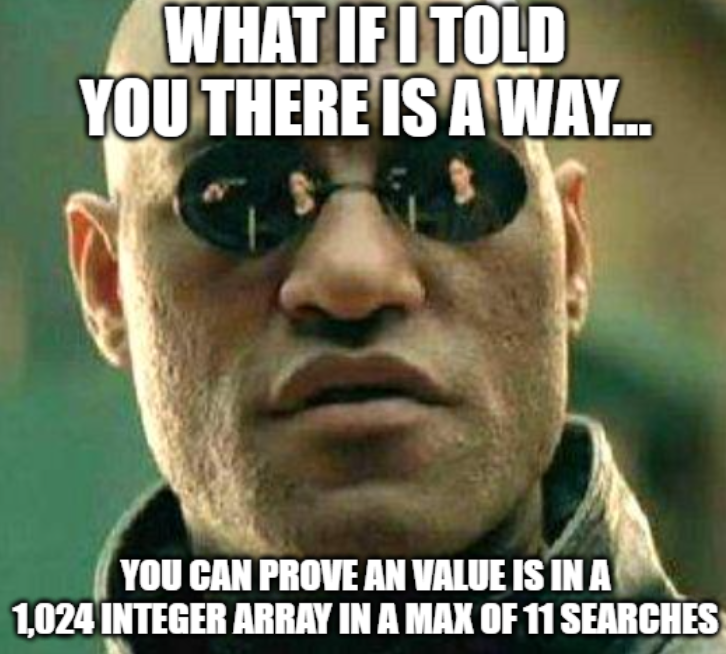 WHAT IF I TOLD
YOU THERE IS A WAY...
YOU CAN PROVE AN VALUE IS IN A
1,024 INTEGER ARRAY IN A MAX OF 11 SEARCHES